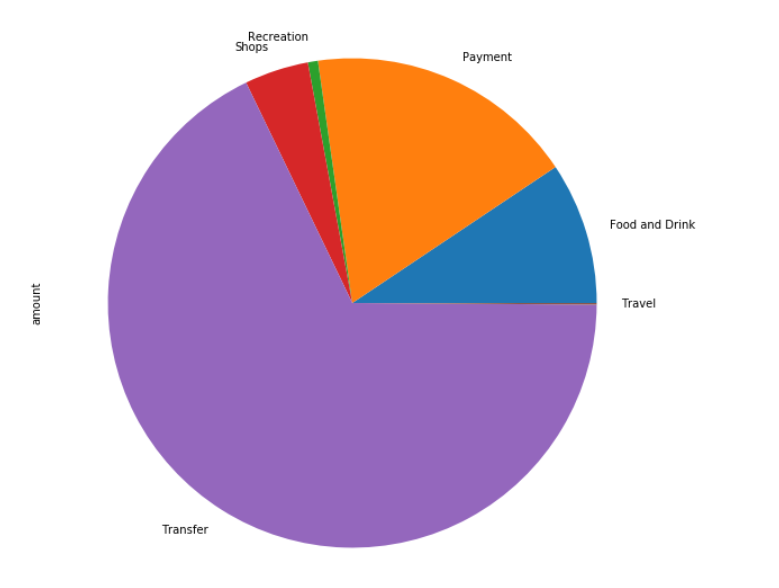 Recreation
Shops
Payment
Food and Drink
Travel
amount
Transfer